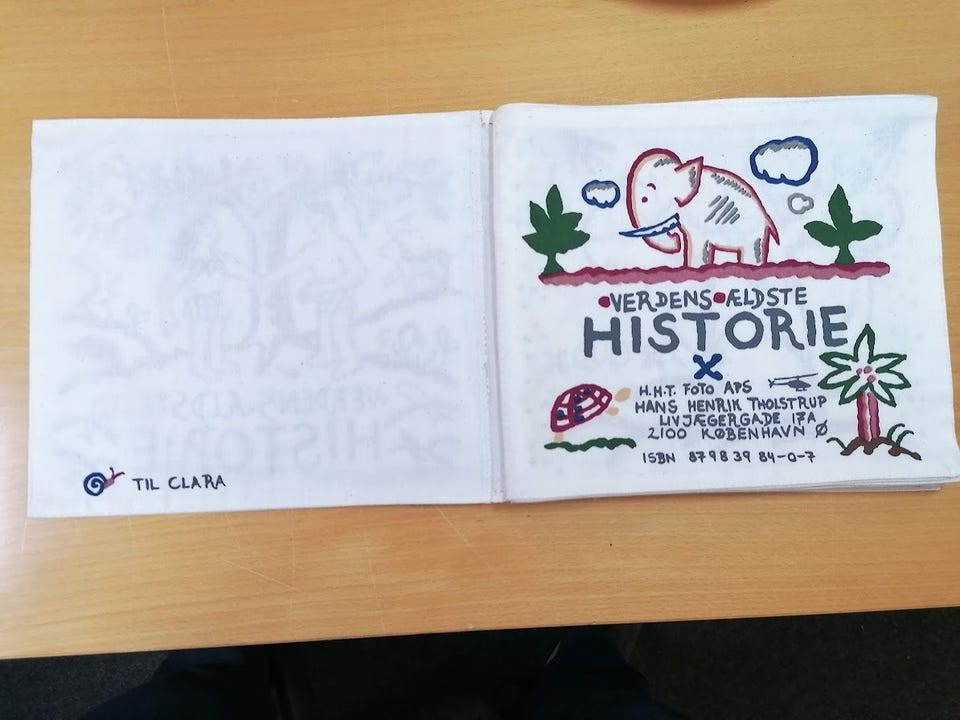 TIL CLARA
VERDENS ÆLDSTE
HISTORIE
H.H.T. FOTO APS
HANS HENRIK THOLSTRUP
LIVJÆGERGADE 17A
2100 KØBENHAVN Ø
ISBN 87 98 39 84-0-7